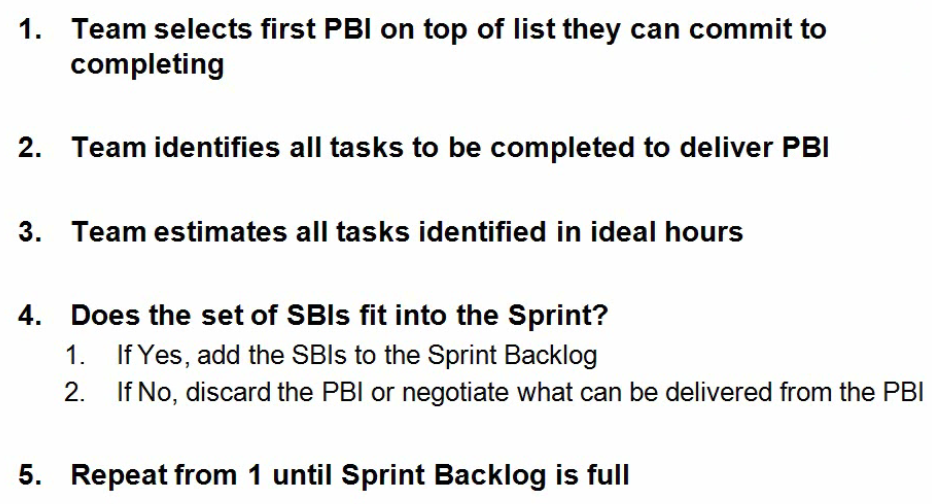 1. Team selects first PBI on top of list they can commit to
completing
2. Team identifies all tasks to be completed to deliver PBI
3. Team estimates all tasks identified in ideal hours
4. Does the set of SBIs fit into the Sprint?
1. If Yes, add the SBIs to the Sprint Backlog
2. If No, discard the PBI or negotiate what can be delivered from the PBI
5. Repeat from 1 until Sprint Backlog is full